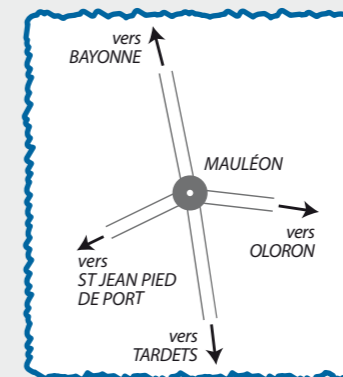 vers
BAYONNE
MAULÉON
vers
OLORON
vers
ST JEAN PIED
DE PORT
vers
TARDETS